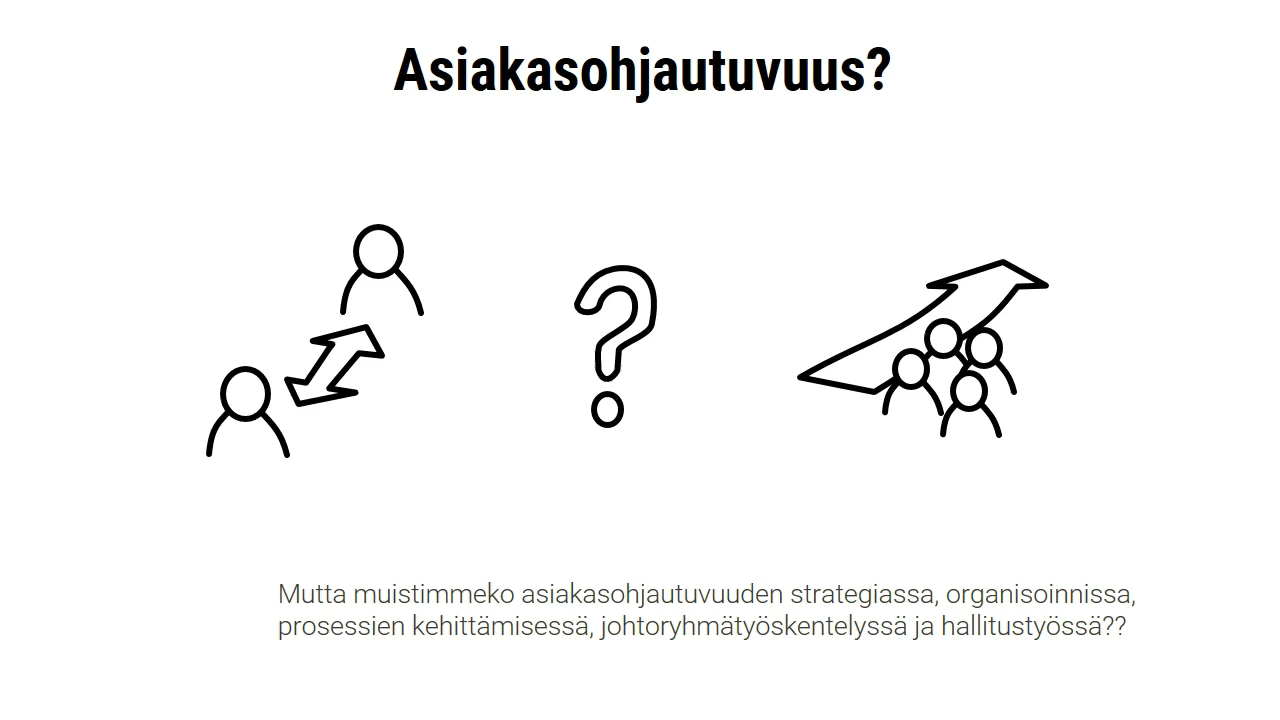 Asiakasohjautuvuus?
Mutta muistimmeko asiakasohjautuvuuden strategiassa, organisoinnissa,
prosessien kehittämisessä, johtoryhmätyöskentelyssä ja hallitustyössä??